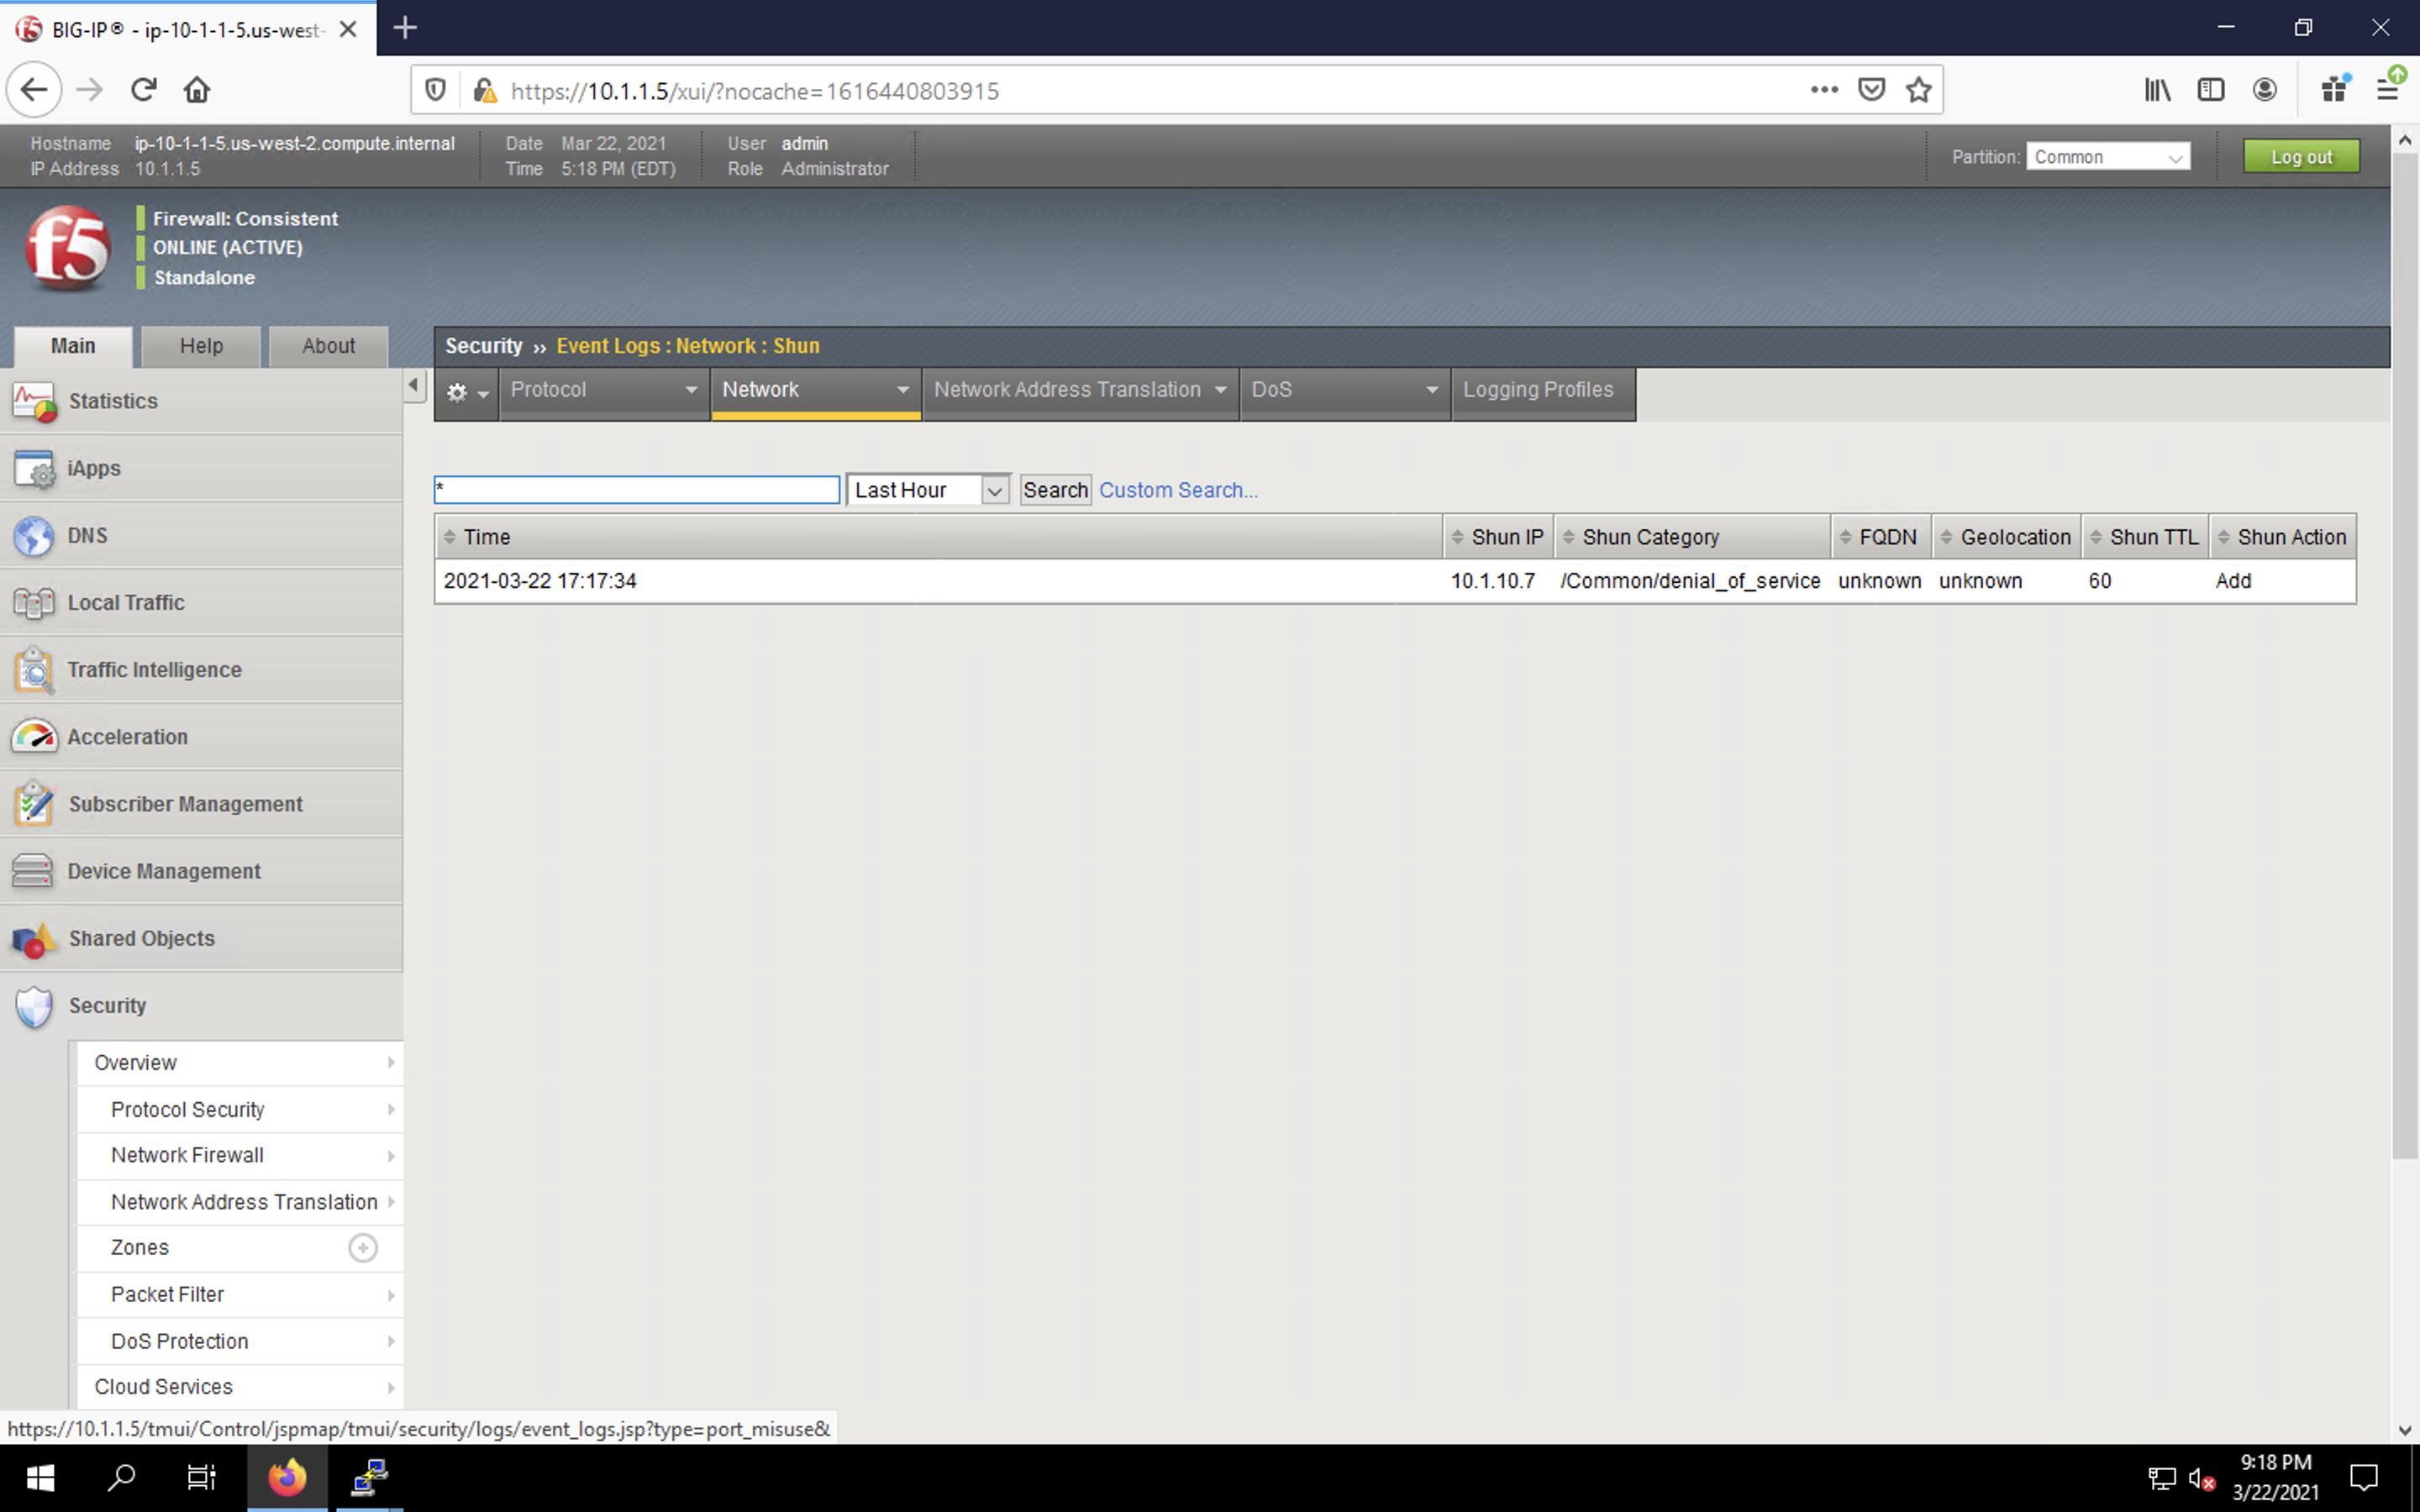 BIG-IP® - ip-10-1-1-5.us-west-
https://10.1.1.5/xui/?nocache=1616440803915
Hostname ip-10-1-1-5.us-west-2.compute.internal Date Mar 22, 2021 User admin
IP Address 10.1.1.5 Time 5:18 PM (EDT) Role Administrator
Partition: Common Log out
f5
Firewall: Consistent
ONLINE (ACTIVE)
Standalone
Main Help About
Security ›› Event Logs : Network : Shun
Protocol Network Network Address Translation DoS Logging Profiles
* Last Hour Search Custom Search...
Time Shun IP Shun Category FQDN Geolocation Shun TTL Shun Action
2021-03-22 17:17:34 10.1.10.7 /Common/denial_of_service unknown unknown 60 Add
Statistics
iApps
DNS
Local Traffic
Traffic Intelligence
Acceleration
Subscriber Management
Device Management
Shared Objects
Security
Overview
Protocol Security
Network Firewall
Network Address Translation
Zones
Packet Filter
DoS Protection
Cloud Services
https://10.1.1.5/tmui/Control/jspmap/tmui/security/logs/event_logs.jsp?type=port_misuse&
9:18 PM
3/22/2021